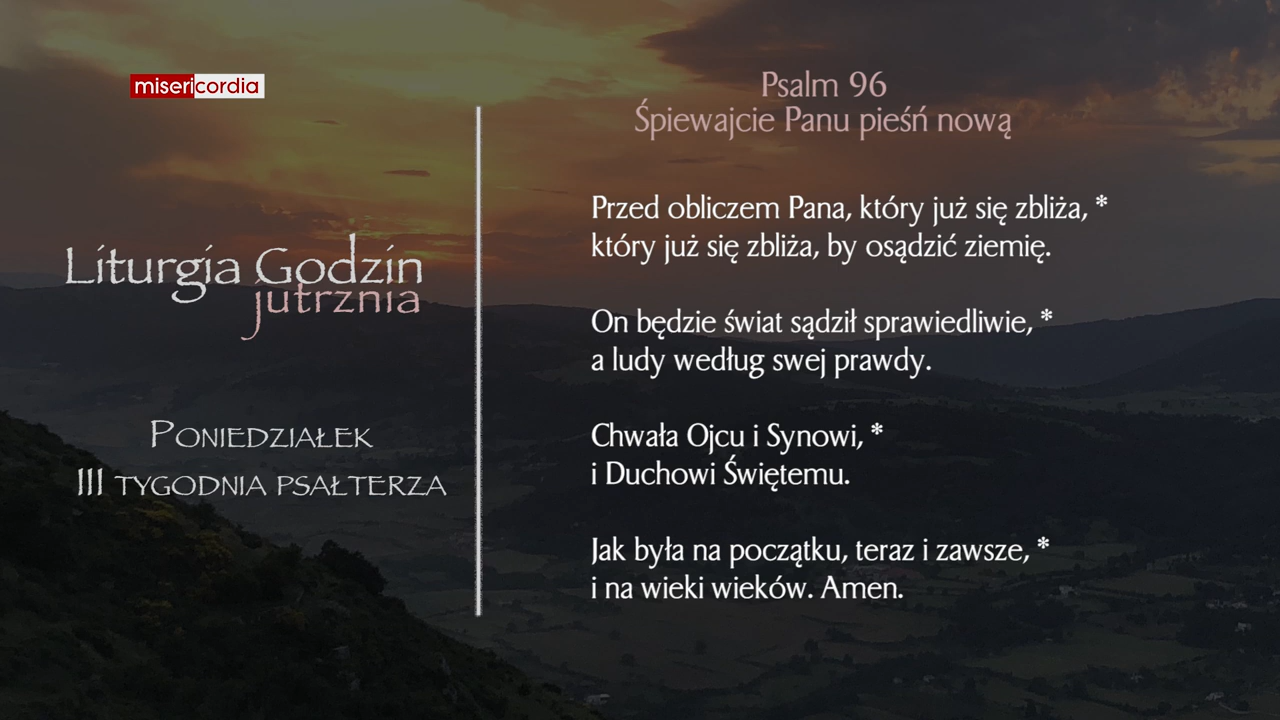 misericordia
Liturgia Godzin
jutrznia
Poniedziałek
III tygodnia psałterza
Psalm 96
Śpiewajcie Panu pieśń nową
Przed obliczem Pana, który już się zbliża, *
który już się zbliża, by osądzić ziemię.
On będzie świat sądził sprawiedliwie, *
a ludy według swej prawdy.
Chwała Ojcu i Synowi, *
i Duchowi Świętemu.
Jak była na początku, teraz i zawsze, *
i na wieki wieków. Amen.